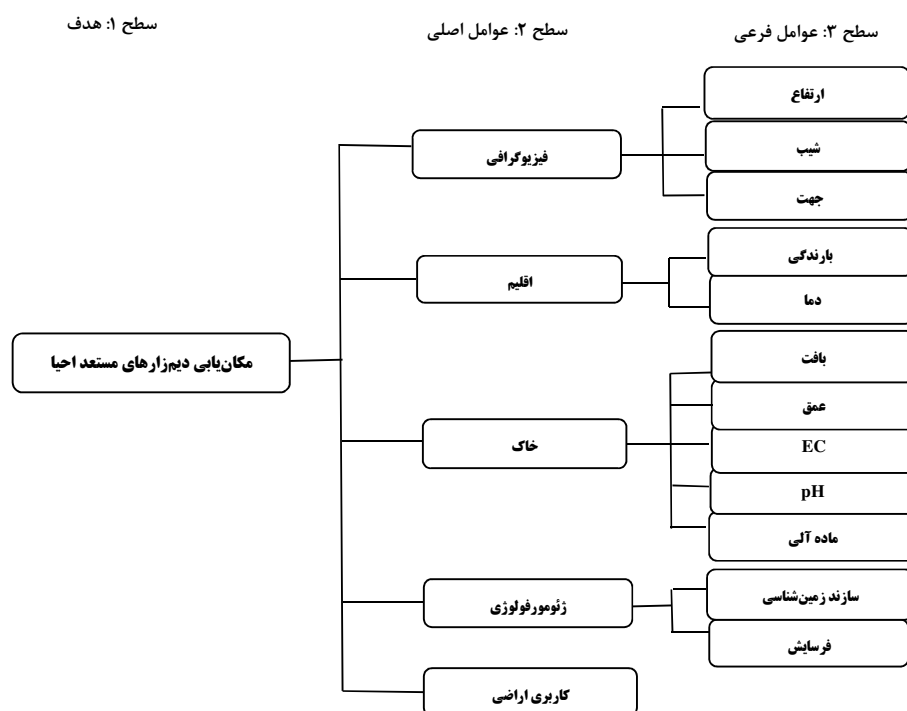 سطح ۱: هدف
سطح ۲: عوامل اصلی
سطح ۳: عوامل فرعی
مکان‌یابی دیم‌زارهای مستعد احیا
فیزیوگرافی
ارتفاع
شیب
جهت
اقلیم
بارندگی
دما
خاک
بافت
عمق
EC
pH
ماده آلی
ژئومورفولوژی
سازند زمین‌شناسی
فرسایش
کاربری اراضی